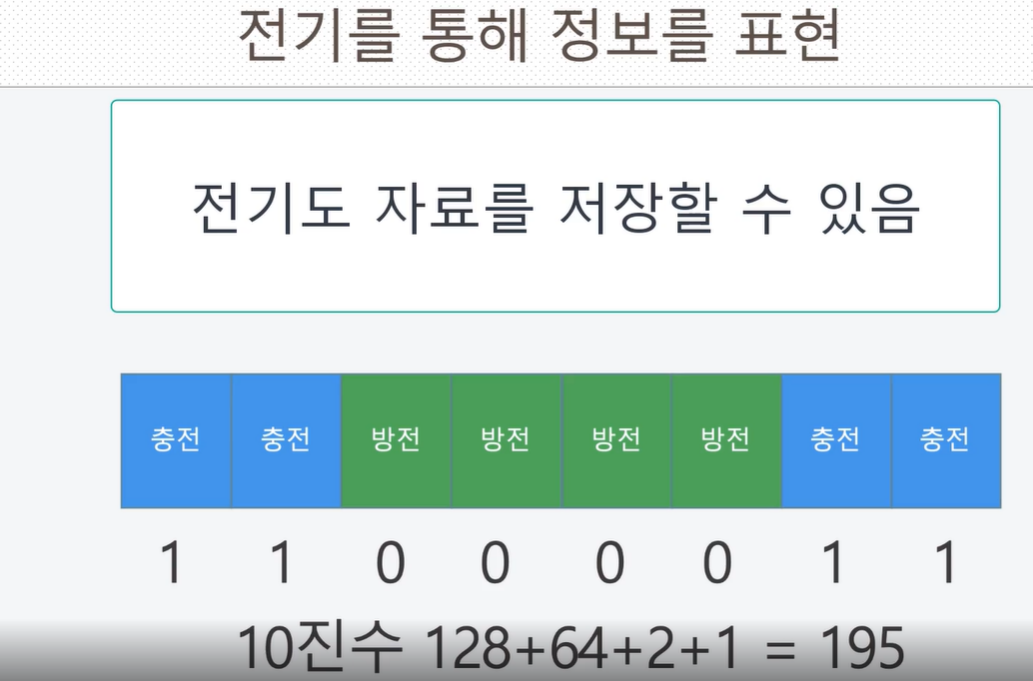 전기를 통해 정보를 표현
전기도 자료를 저장할 수 있음
충전 충전 방전 방전 방전 방전 충전 충전
1 1 0 0 0 0 1 1
10진수 128+64+2+1 = 195